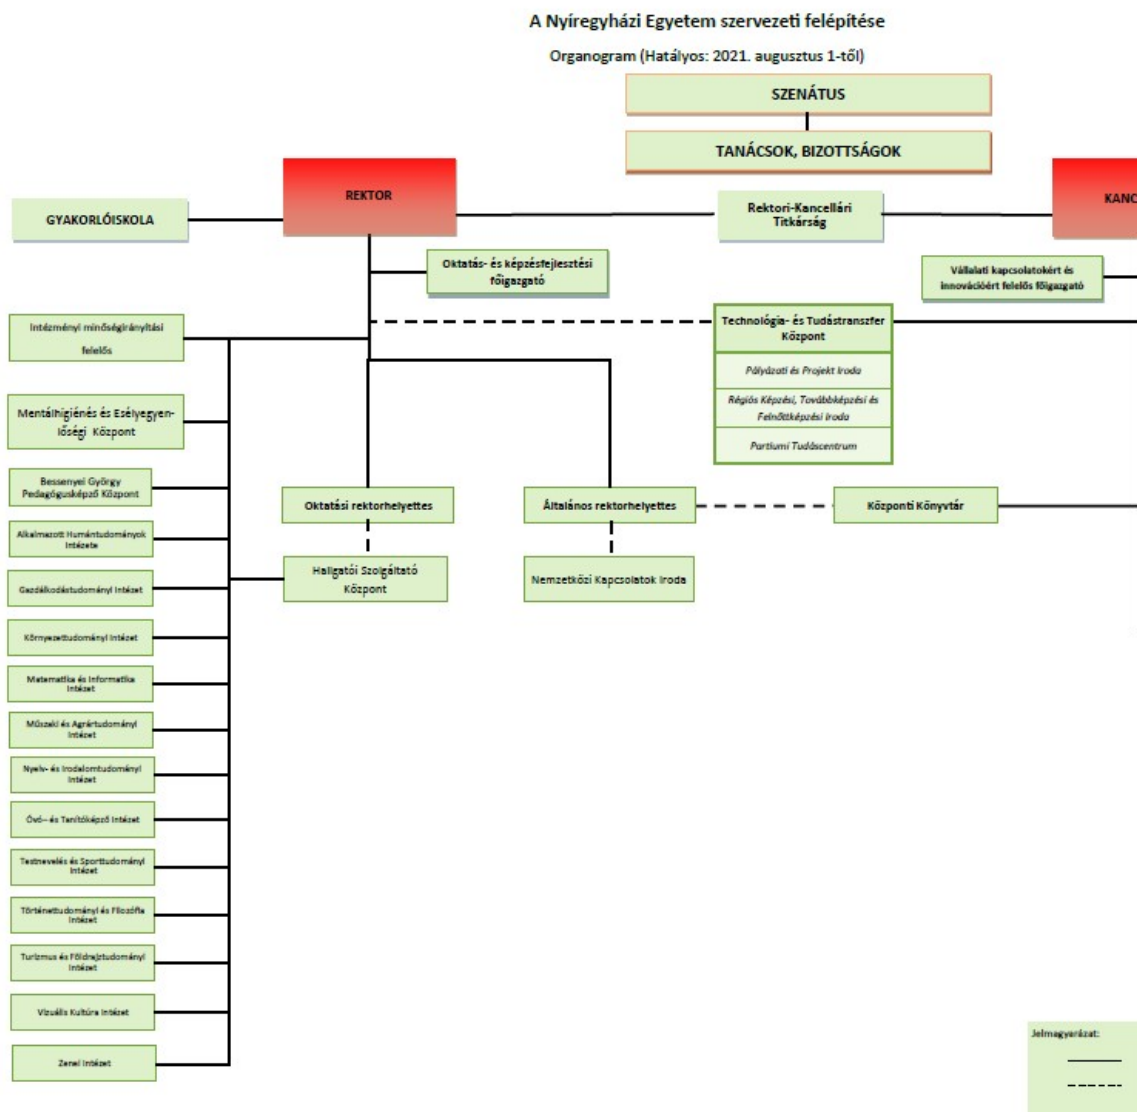 A Nyíregyházi Egyetem szervezeti felépítése
Organogram (Hatályos: 2021. augusztus 1-től)
SZENÁTUS
TANÁCSOK, BIZOTTSÁGOK
REKTOR
KANC
GYAKORLÓISKOLA
Rektori-Kancellári
Titkárság
Oktatás- és képzésfejlesztési
főigazgató
Vállalati kapcsolatokért és
innovációért felelős főigazgató
Intézményi minőségirányítási
felelős
Technológia- és Tudástranszfer
Központ
Pályázati és Projekt Iroda
Régiós Képzési, Továbbképzési és
Felnőttképzési Iroda
Partiumi Tudáscentrum
Mentálhigiénés és Esélyegyen-
lőségi Központ
Bessenyei György
Pedagógusképző Központ
Oktatási rektorhelyettes
Általános rektorhelyettes
Központi Könyvtár
Alkalmazott Humántudományok
Intézete
Hallgatói Szolgáltató
Központ
Nemzetközi Kapcsolatok Iroda
Gazdálkodástudományi Intézet
Környezettudományi Intézet
Matematika és Informatika
Intézet
Műszaki és Agrártudományi
Intézet
Nyelv- és Irodalomtudományi
Intézet
Óvó– és Tanítóképző Intézet
Testnevelés és Sporttudományi
Intézet
Történettudományi és Filozófia
Intézet
Turizmus és Földrejztudományi
Intézet
Vizuális Kultúra Intézet
Zenei Intézet
Jelmagyarázat: